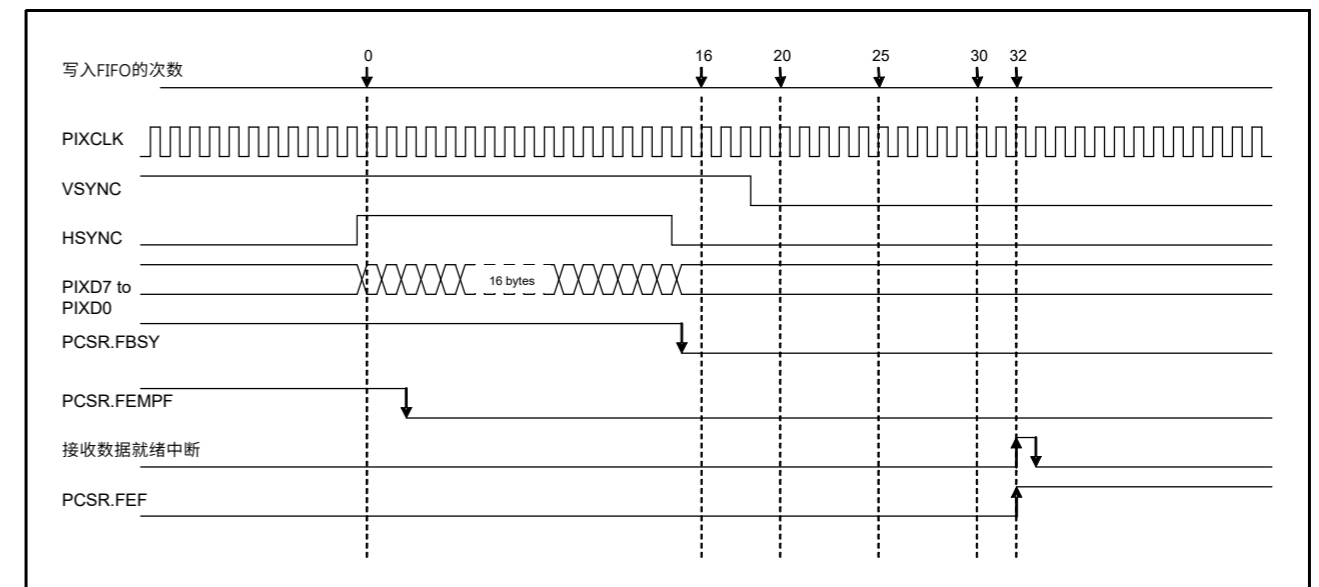 写入FIFO的次数
0 16 20 25 30 32
PIXCLK
VSYNC
HSYNC
PIXD7 to
PIXD0
16 bytes
PCSR.FBSY
PCSR.FEMPF
接收数据就绪中断
PCSR.FEF